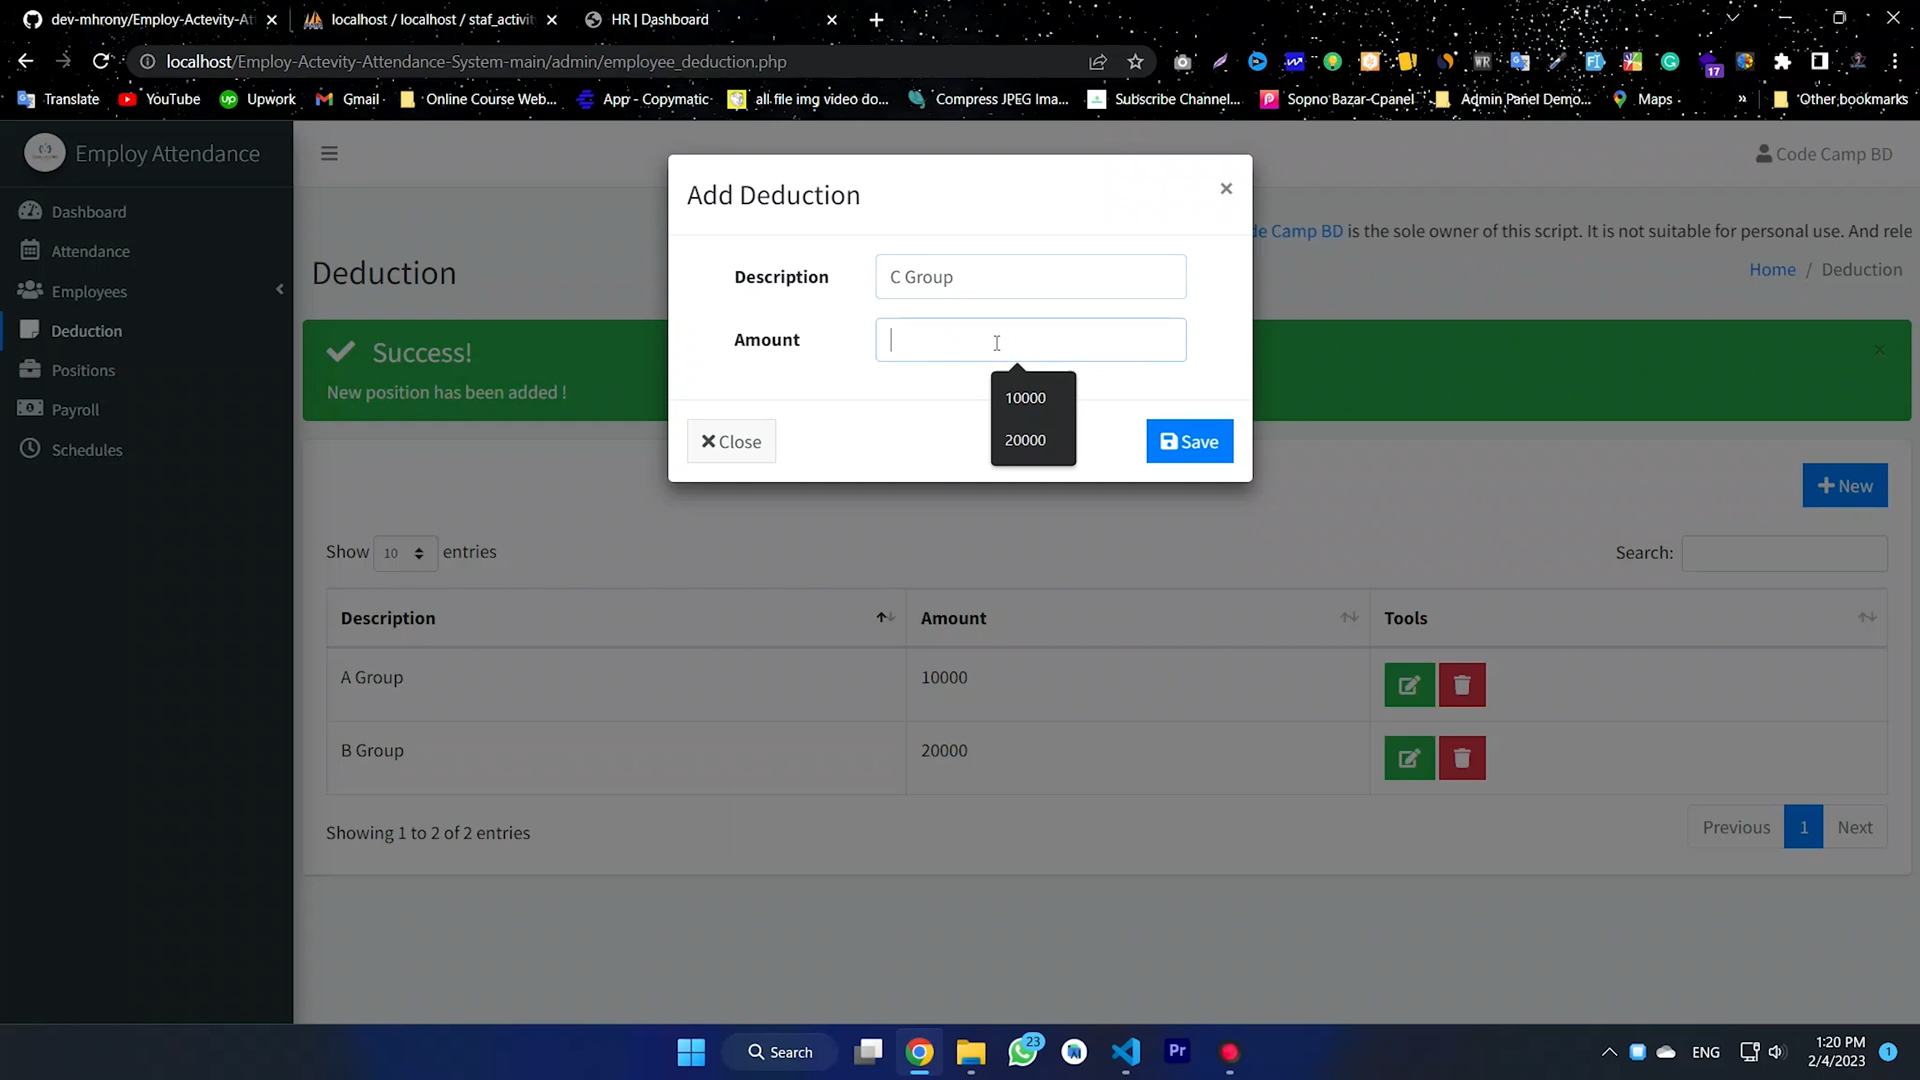 dev-mhrony/Employ-Actevity-At
localhost / localhost / staf_activit
HR | Dashboard
localhost/Employ-Actevity-Attendance-System-main/admin/employee_deduction.php
17
Translate
YouTube
Upwork
Gmail
Online Course Web...
App - Copymatic
all file img video do...
Compress JPEG Ima...
Subscribe Channel...
Sopno Bazar-Cpanel
Admin Panel Demo...
Maps
»
Other bookmarks
Employ Attendance
Code Camp BD
Dashboard
Attendance
Employees
Deduction
Positions
Payroll
Schedules
Deduction
de Camp BD is the sole owner of this script. It is not suitable for personal use. And rele
Home / Deduction
Success!
New position has been added !
Add Deduction
×
Description
C Group
Amount
10000
20000
Close
Save
New
Show 10 entries
Search:
Description Amount Tools
A Group 10000
B Group 20000
Showing 1 to 2 of 2 entries
Previous 1 Next
Search
23
Pr
ENG
1:20 PM
2/4/2023
1